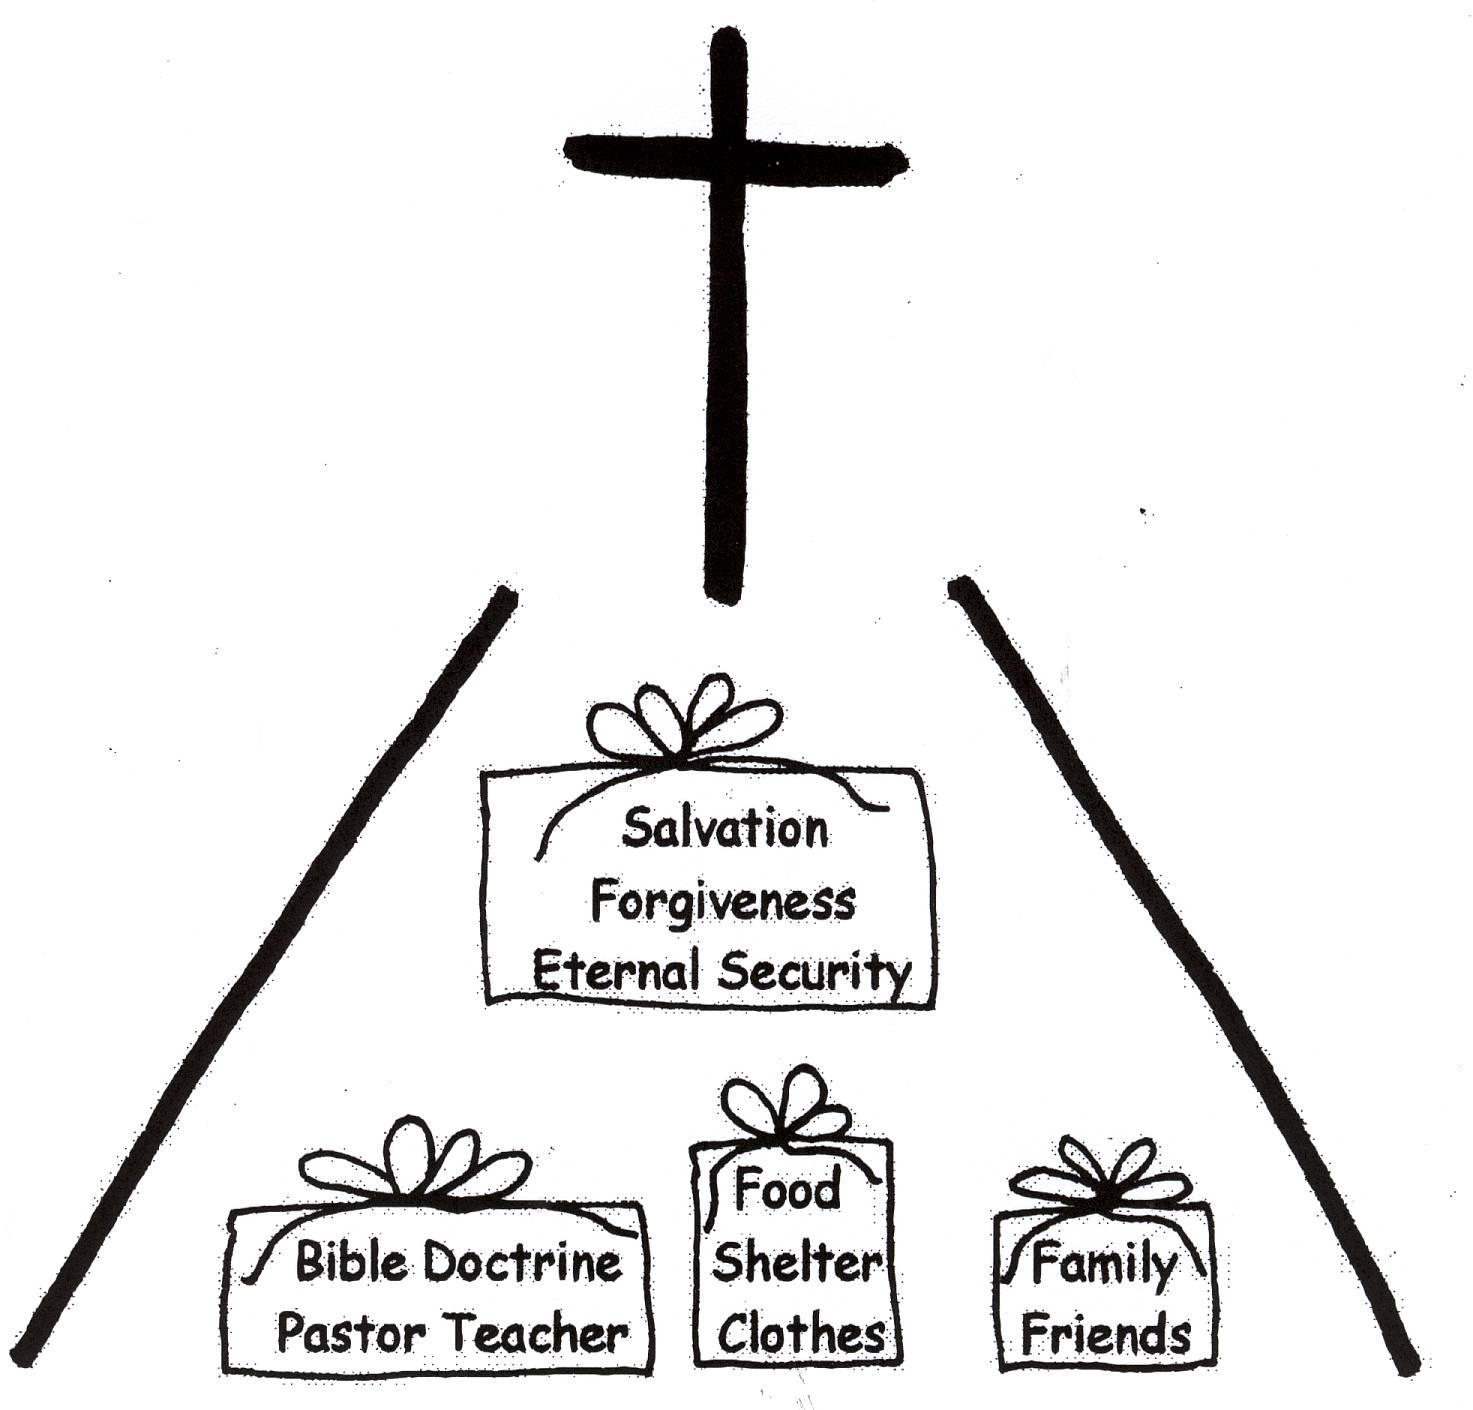 Salvation
Forgiveness
Eternal Security
Bible Doctrine
Pastor Teacher
Food
Shelter
Clothes
Family
Friends